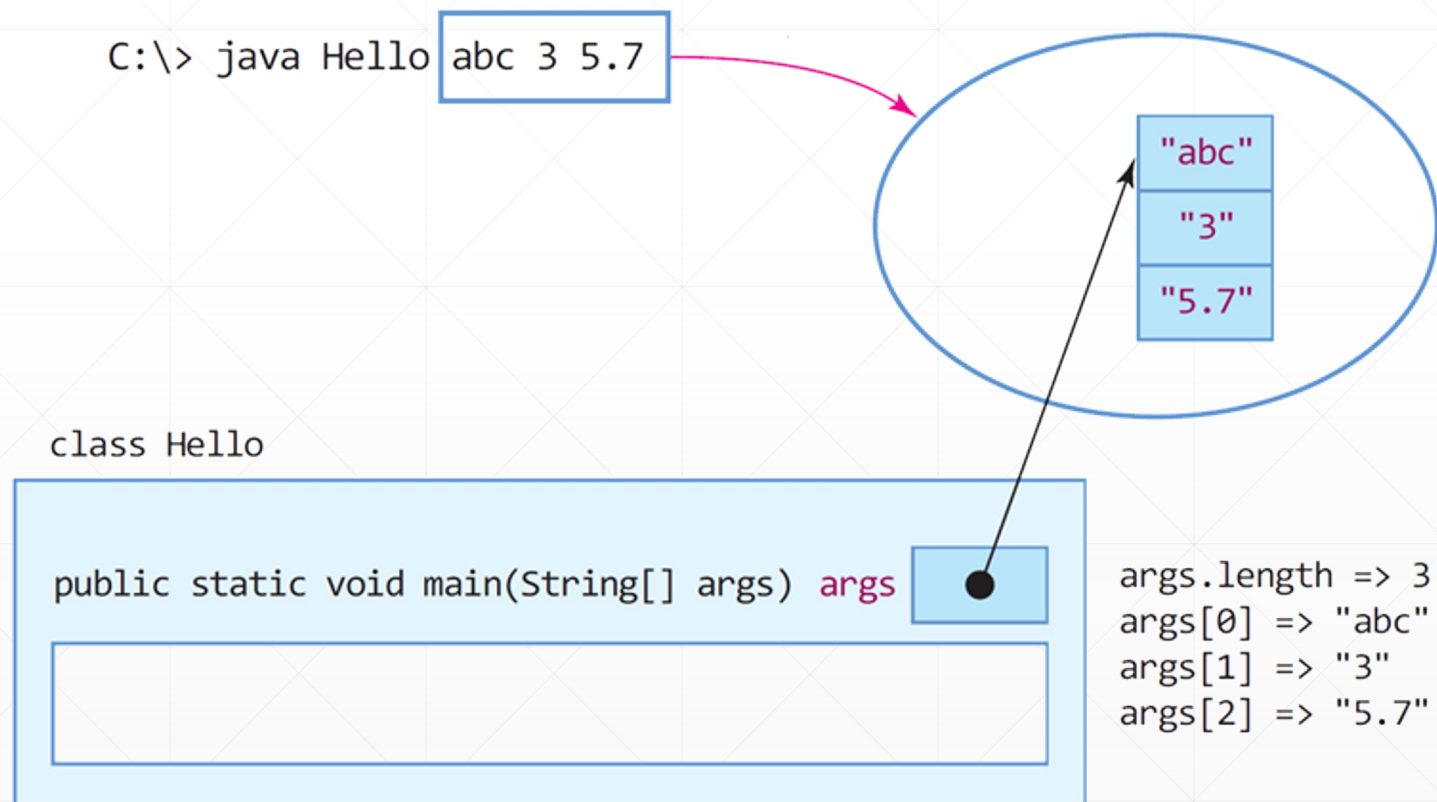 C:\> java Hello abc 3 5.7
"abc"
"3"
"5.7"
class Hello
public static void main(String[] args) args
args.length => 3
args[0] => "abc"
args[1] => "3"
args[2] => "5.7"